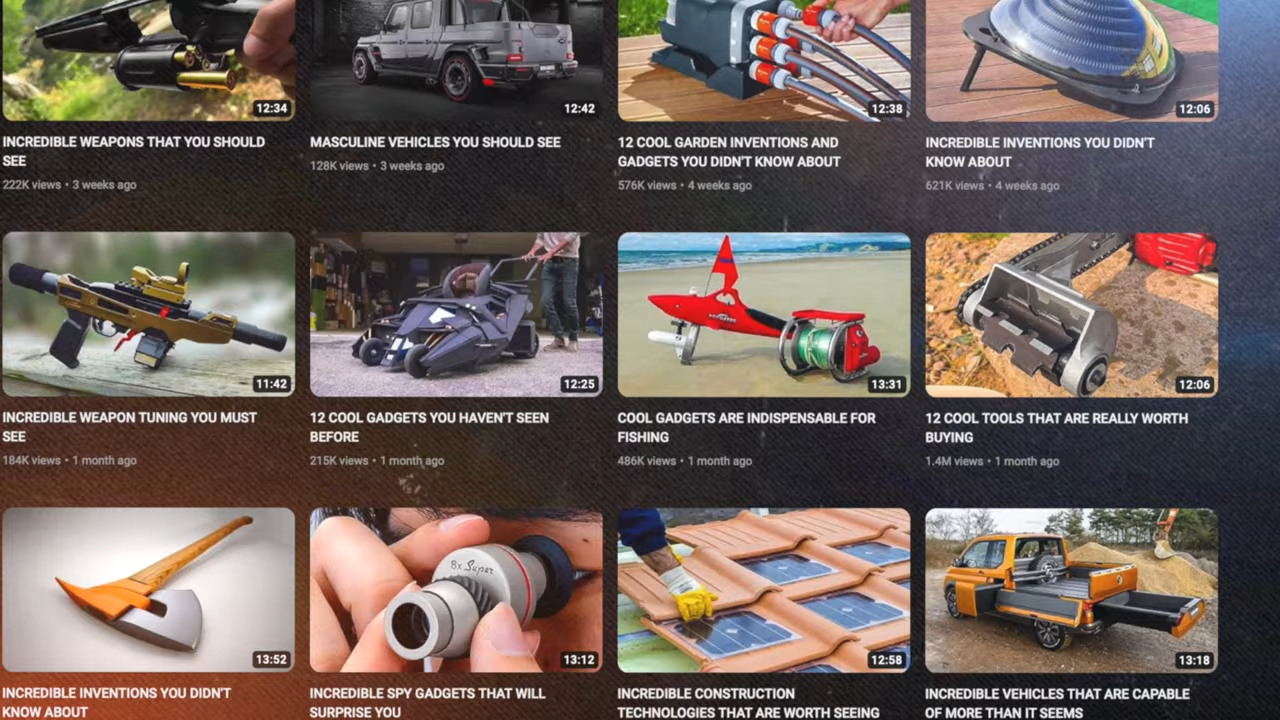 12:34
12:42
12:38
12:06
INCREDIBLE WEAPONS THAT YOU SHOULD
SEE
222K views • 3 weeks ago
MASCULINE VEHICLES YOU SHOULD SEE
128K views • 3 weeks ago
12 COOL GARDEN INVENTIONS AND
GADGETS YOU DIDN'T KNOW ABOUT
576K views • 4 weeks ago
INCREDIBLE INVENTIONS YOU DIDN'T
KNOW ABOUT
621K views • 4 weeks ago
11:42
12:25
13:31
12:06
INCREDIBLE WEAPON TUNING YOU MUST
SEE
184K views • 1 month ago
12 COOL GADGETS YOU HAVEN'T SEEN
BEFORE
215K views • 1 month ago
COOL GADGETS ARE INDISPENSABLE FOR
FISHING
486K views • 1 month ago
12 COOL TOOLS THAT ARE REALLY WORTH
BUYING
1.4M views • 1 month ago
13:52
8x Super
13:12
12:58
13:18
INCREDIBLE INVENTIONS YOU DIDN'T
KNOW ABOUT
INCREDIBLE SPY GADGETS THAT WILL
SURPRISE YOU
INCREDIBLE CONSTRUCTION
TECHNOLOGIES THAT ARE WORTH SEEING
INCREDIBLE VEHICLES THAT ARE CAPABLE
OF MORE THAN IT SEEMS